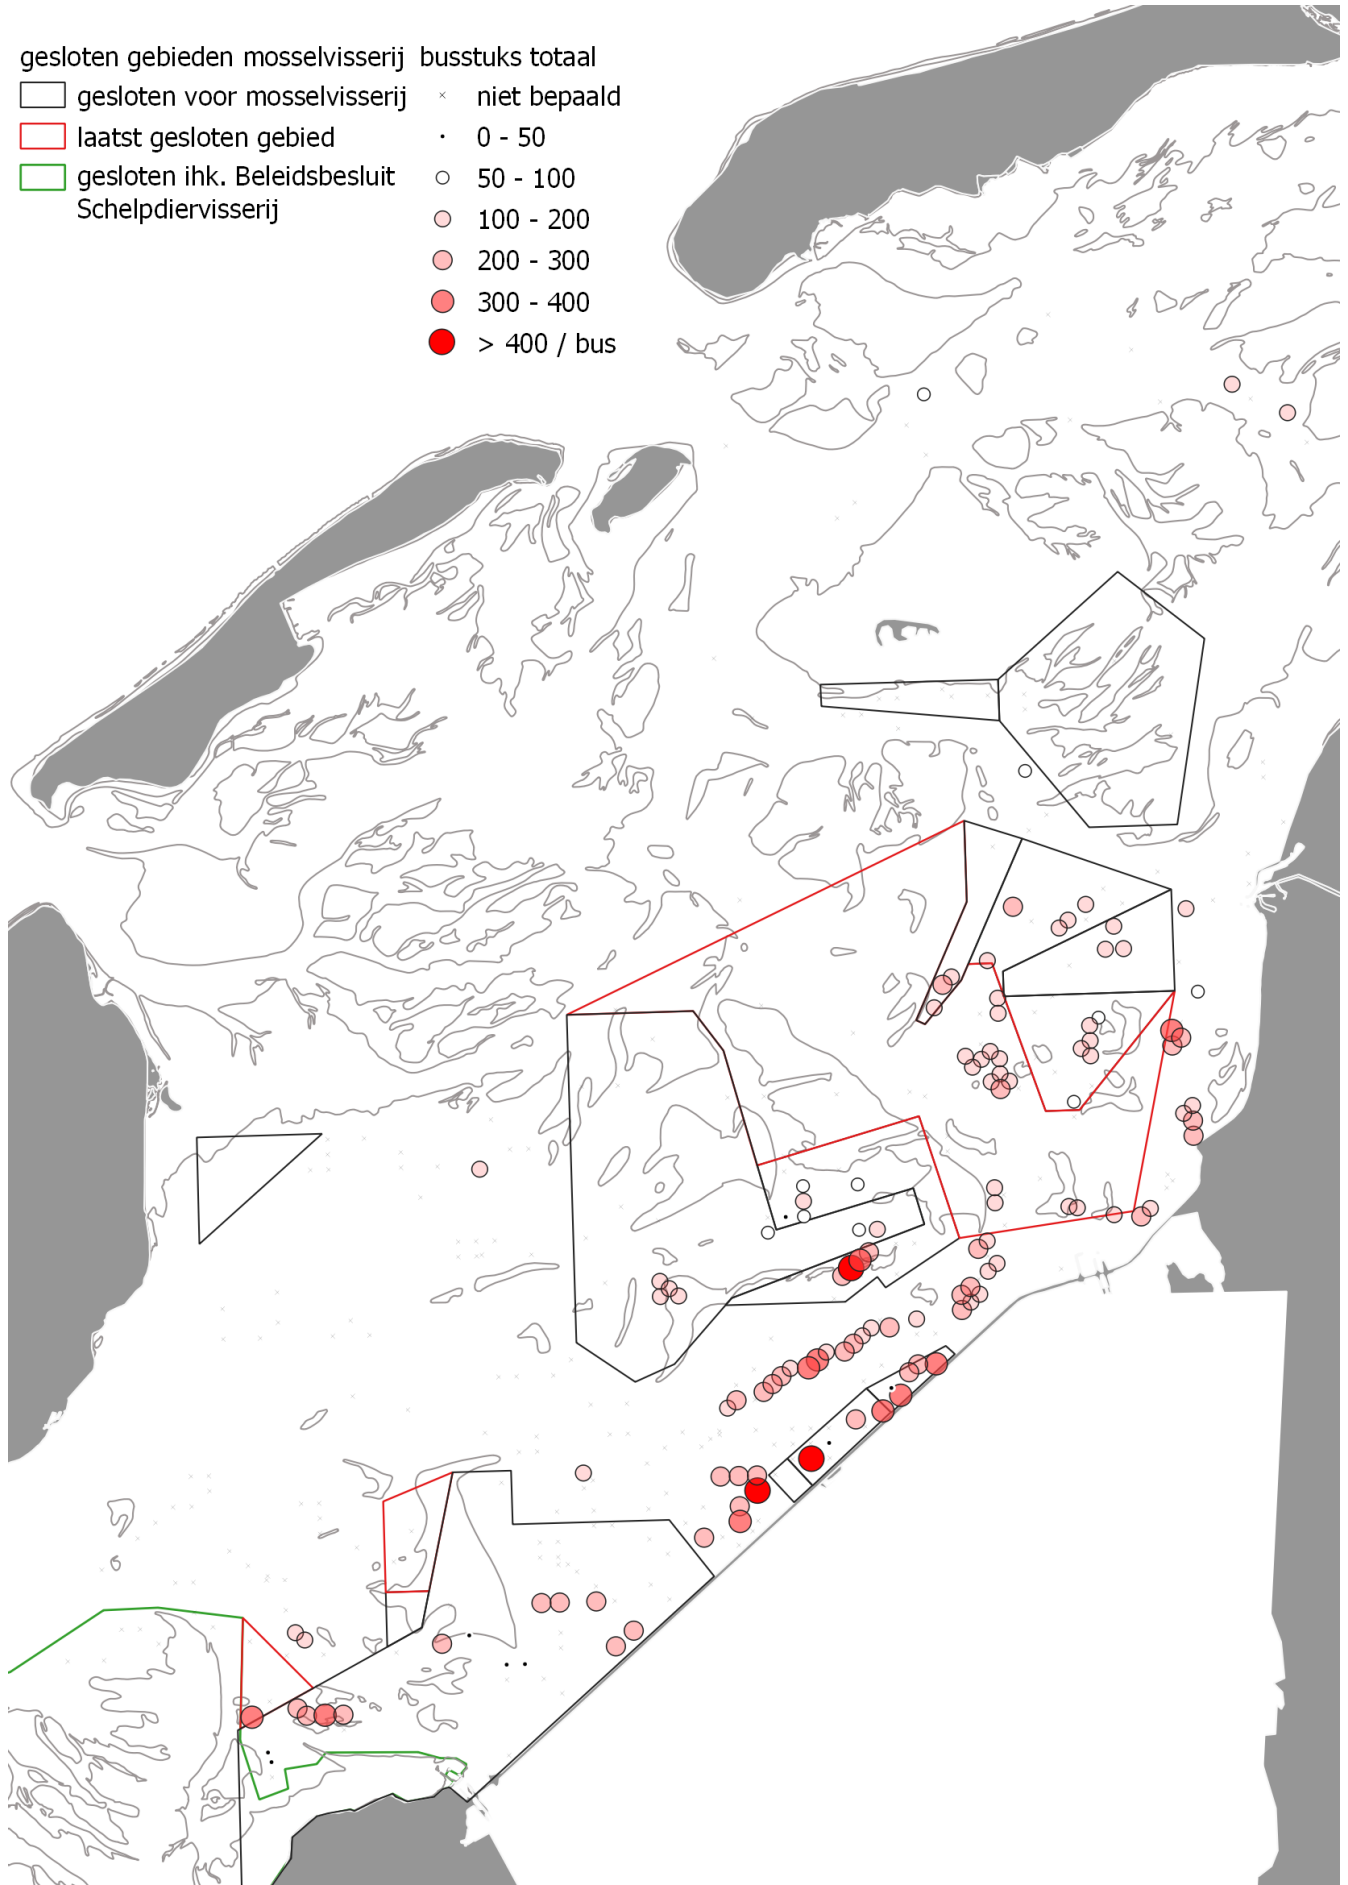 gesloten gebieden mosselvisserij
gesloten voor mosselvisserij
laatst gesloten gebied
gesloten ihk. Beleidsbesluit
Schelpdiervisserij
busstuks totaal
niet bepaald
0 - 50
50 - 100
100 - 200
200 - 300
300 - 400
> 400 / bus